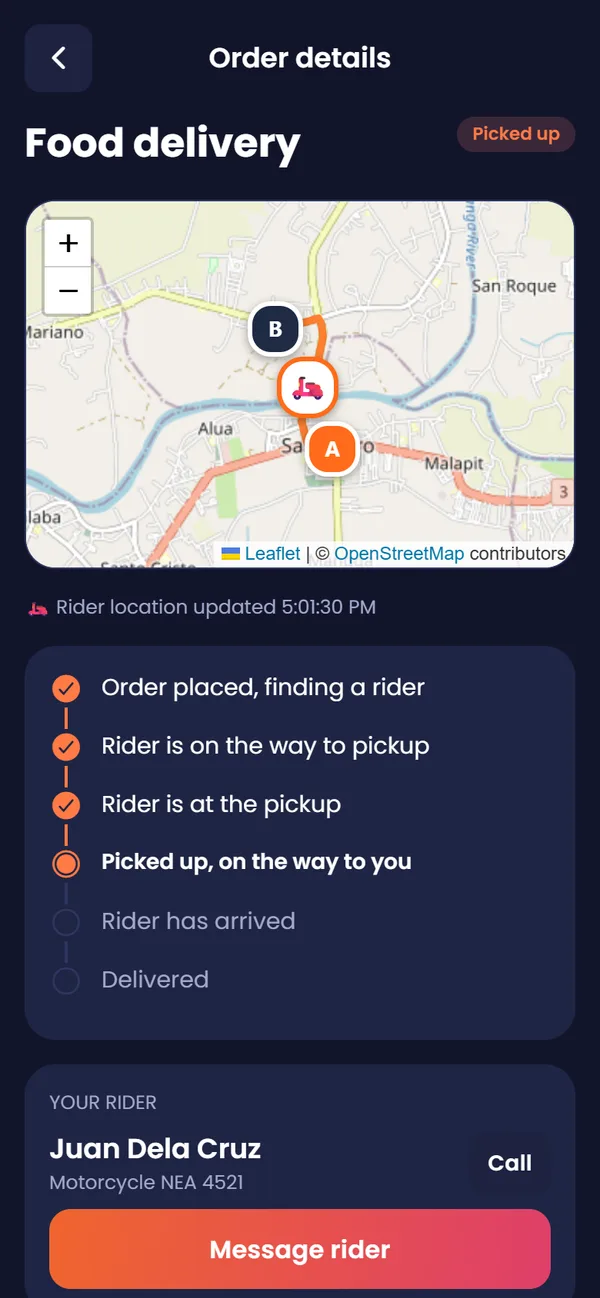 Order details
Food delivery
Picked up
+
−
San Roque
Mariano
B
Alua
A
Malapit
3
laba
Leaflet | © OpenStreetMap contributors
Rider location updated 5:01:30 PM
Order placed, finding a rider
Rider is on the way to pickup
Rider is at the pickup
Picked up, on the way to you
Rider has arrived
Delivered
YOUR RIDER
Juan Dela Cruz
Motorcycle NEA 4521
Call
Message rider